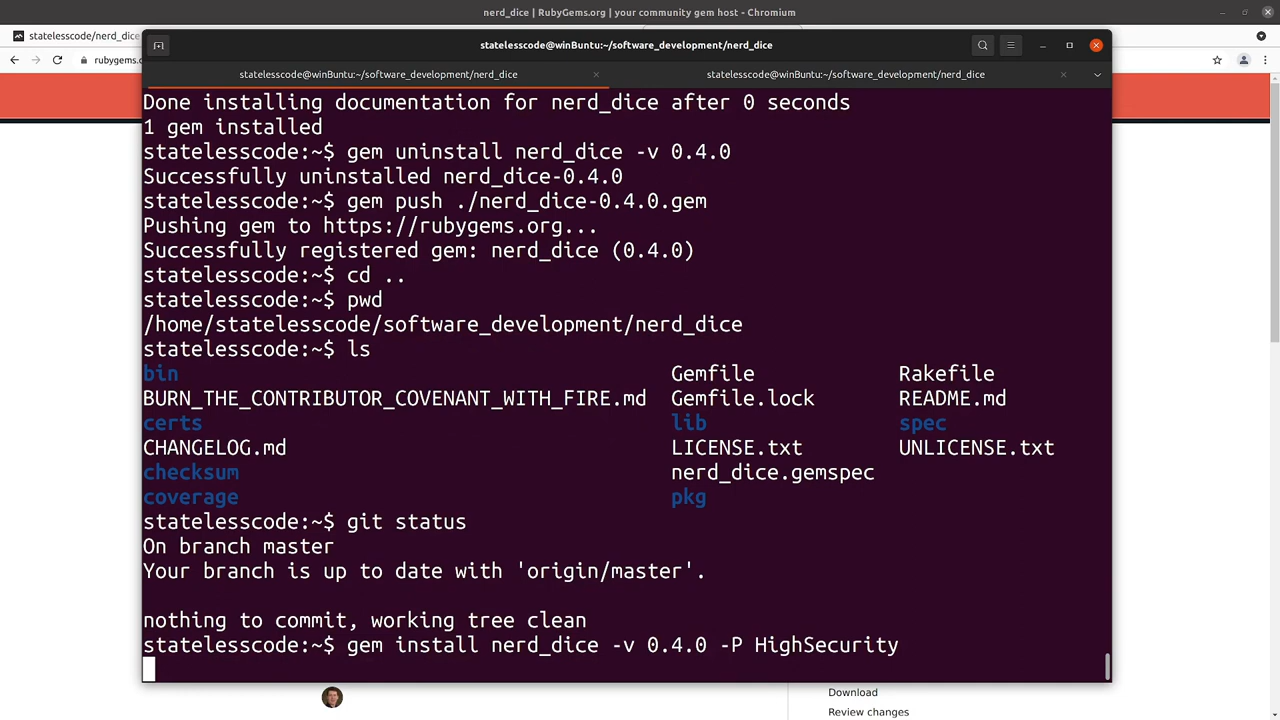 nerd_dice | RubyGems.org | your community gem host - Chromium
statelesscode/nerd_dice
rubygems.o
statelesscode@winBuntu:~/software_development/nerd_dice
statelesscode@winBuntu:~/software_development/nerd_dice
statelesscode@winBuntu:~/software_development/nerd_dice
Done installing documentation for nerd_dice after 0 seconds
1 gem installed
statelesscode:~$ gem uninstall nerd_dice -v 0.4.0
Successfully uninstalled nerd_dice-0.4.0
statelesscode:~$ gem push ./nerd_dice-0.4.0.gem
Pushing gem to https://rubygems.org...
Successfully registered gem: nerd_dice (0.4.0)
statelesscode:~$ cd ..
statelesscode:~$ pwd
/home/statelesscode/software_development/nerd_dice
statelesscode:~$ ls
bin Gemfile Rakefile
BURN_THE_CONTRIBUTOR_COVENANT_WITH_FIRE.md Gemfile.lock README.md
certs lib spec
CHANGELOG.md LICENSE.txt UNLICENSE.txt
checksum nerd_dice.gemspec
coverage pkg
statelesscode:~$ git status
On branch master
Your branch is up to date with 'origin/master'.
nothing to commit, working tree clean
statelesscode:~$ gem install nerd_dice -v 0.4.0 -P HighSecurity
Download
Review changes